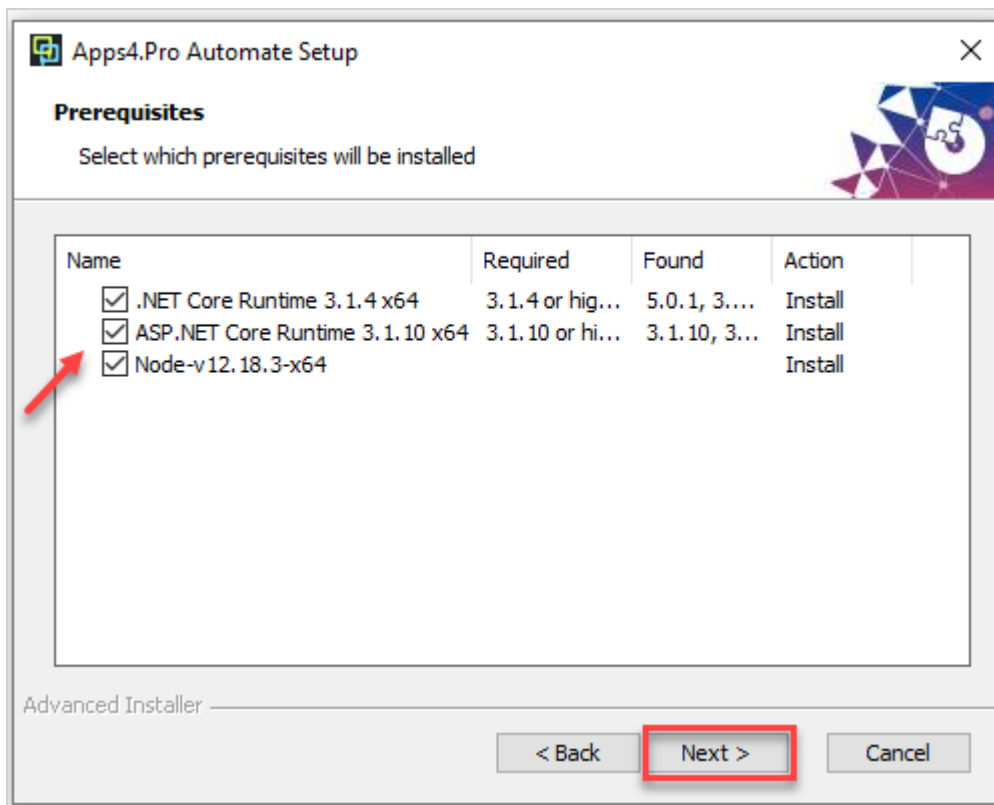 Apps4.Pro Automate Setup
Prerequisites
Select which prerequisites will be installed
Name Required Found Action
.NET Core Runtime 3.1.4 x64 3.1.4 or hig... 5.0.1, 3.... Install
ASP.NET Core Runtime 3.1.10 x64 3.1.10 or hi... 3.1.10, 3... Install
Node-v12.18.3-x64 Install
Advanced Installer
< Back Next > Cancel